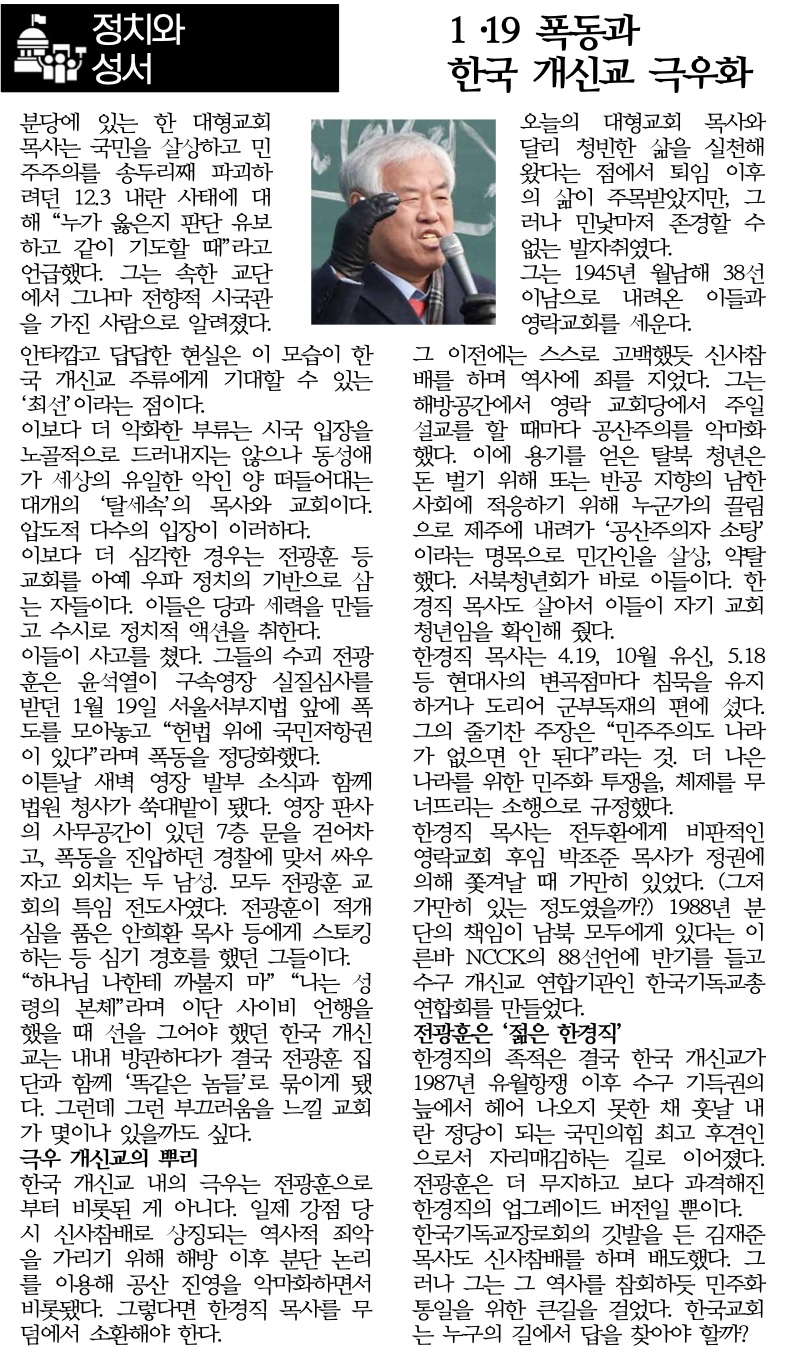 정치와
성서
1·19 폭동과
한국 개신교 극우화
분당에 있는 한 대형교회
목사는 국민을 살상하고 민
주주의를 송두리째 파괴하
려던 12.3 내란 사태에 대
해 “누가 옳은지 판단 유보
하고 같이 기도할 때”라고
언급했다. 그는 속한 교단
에서 그나마 전향적 시국관
을 가진 사람으로 알려졌다.
안타깝고 답답한 현실은 이 모습이 한
국 개신교 주류에게 기대할 수 있는
‘최선’이라는 점이다.
이보다 더 악화한 부류는 시국 입장을
노골적으로 드러내지는 않으나 동성애
가 세상의 유일한 악인 양 떠들어대는
대개의 ‘탈세속’의 목사와 교회이다.
압도적 다수의 입장이 이러하다.
이보다 더 심각한 경우는 전광훈 등
교회를 아예 우파 정치의 기반으로 삼
는 자들이다. 이들은 당과 세력을 만들
고 수시로 정치적 액션을 취한다.
이들이 사고를 쳤다. 그들의 수괴 전광
훈은 윤석열이 구속영장 실질심사를
받던 1월 19일 서울서부지법 앞에 폭
도를 모아놓고 “헌법 위에 국민저항권
이 있다”라며 폭동을 정당화했다.
이튿날 새벽 영장 발부 소식과 함께
법원 청사가 쑥대밭이 됐다. 영장 판사
의 사무공간이 있던 7층 문을 걷어차
고, 폭동을 진압하던 경찰에 맞서 싸우
자고 외치는 두 남성. 모두 전광훈 교
회의 특임 전도사였다. 전광훈이 적개
심을 품은 안희환 목사 등에게 스토킹
하는 등 심기 경호를 했던 그들이다.
“하나님 나한테 까불지 마” “나는 성
령의 본체”라며 이단 사이비 언행을
했을 때 선을 그어야 했던 한국 개신
교는 내내 방관하다가 결국 전광훈 집
단과 함께 ‘똑같은 놈들’로 묶이게 됐
다. 그런데 그런 부끄러움을 느낄 교회
가 몇이나 있을까도 싶다.
극우 개신교의 뿌리
한국 개신교 내의 극우는 전광훈으로
부터 비롯된 게 아니다. 일제 강점 당
시 신사참배로 상징되는 역사적 죄악
을 가리기 위해 해방 이후 분단 논리
를 이용해 공산 진영을 악마화하면서
비롯됐다. 그렇다면 한경직 목사를 무
덤에서 소환해야 한다.
오늘의 대형교회 목사와
달리 청빈한 삶을 실천해
왔다는 점에서 퇴임 이후
의 삶이 주목받았지만, 그
러나 민낯마저 존경할 수
없는 발자취였다.
그는 1945년 월남해 38선
이남으로 내려온 이들과
영락교회를 세운다.
그 이전에는 스스로 고백했듯 신사참
배를 하며 역사에 죄를 지었다. 그는
해방공간에서 영락 교회당에서 주일
설교를 할 때마다 공산주의를 악마화
했다. 이에 용기를 얻은 탈북 청년은
돈 벌기 위해 또는 반공 지향의 남한
사회에 적응하기 위해 누군가의 끌림
으로 제주에 내려가 ‘공산주의자 소탕’
이라는 명목으로 민간인을 살상, 약탈
했다. 서북청년회가 바로 이들이다. 한
경직 목사도 살아서 이들이 자기 교회
청년임을 확인해 줬다.
한경직 목사는 4.19, 10월 유신, 5.18
등 현대사의 변곡점마다 침묵을 유지
하거나 도리어 군부독재의 편에 섰다.
그의 줄기찬 주장은 “민주주의도 나라
가 없으면 안 된다”라는 것. 더 나은
나라를 위한 민주화 투쟁을, 체제를 무
너뜨리는 소행으로 규정했다.
한경직 목사는 전두환에게 비판적인
영락교회 후임 박조준 목사가 정권에
의해 쫓겨날 때 가만히 있었다. (그저
가만히 있는 정도였을까?) 1988년 분
단의 책임이 남북 모두에게 있다는 이
른바 NCCK의 88선언에 반기를 들고
수구 개신교 연합기관인 한국기독교총
연합회를 만들었다.
전광훈은 ‘젊은 한경직’
한경직의 족적은 결국 한국 개신교가
1987년 유월항쟁 이후 수구 기득권의
늪에서 헤어 나오지 못한 채 훗날 내
란 정당이 되는 국민의힘 최고 후견인
으로서 자리매김하는 길로 이어졌다.
전광훈은 더 무지하고 보다 과격해진
한경직의 업그레이드 버전일 뿐이다.
한국기독교장로회의 깃발을 든 김재준
목사도 신사참배를 하며 배도했다. 그
러나 그는 그 역사를 참회하듯 민주화
통일을 위한 큰길을 걸었다. 한국교회
는 누구의 길에서 답을 찾아야 할까?